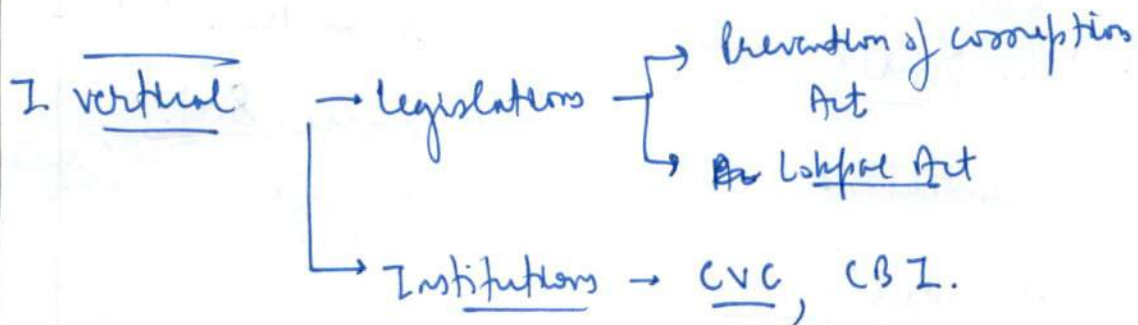 I vertical → legislations → Prevention of corruption
Act
→ Lokpal Act
→ Institutions → CVC, CBI.